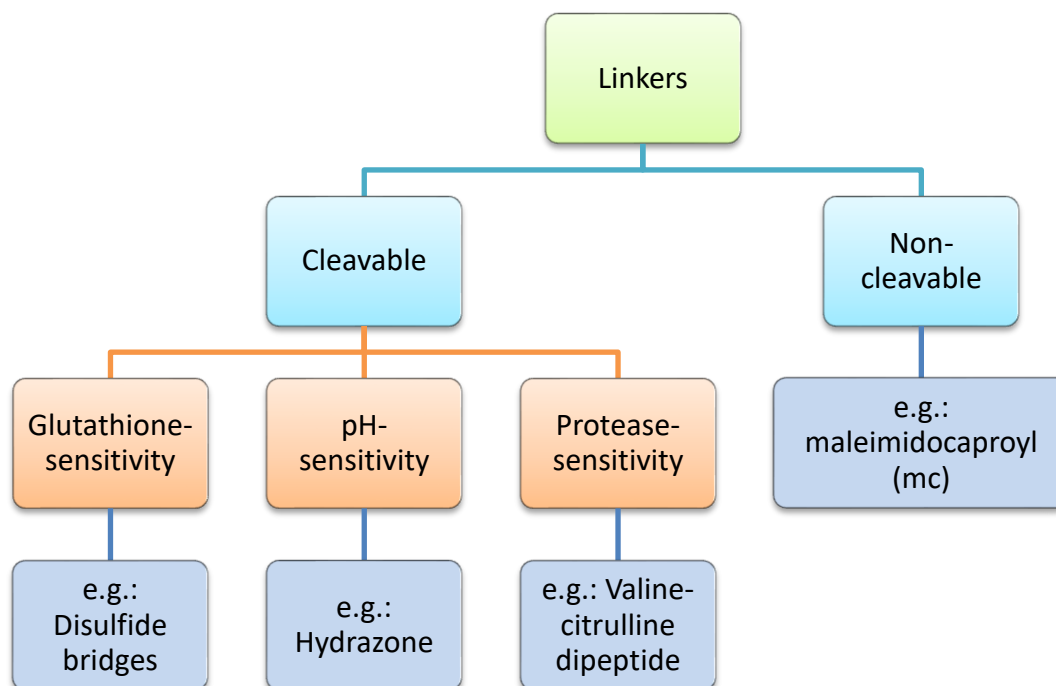 Linkers
Cleavable
Non-
cleavable
Glutathione-
sensitivity
pH-
sensitivity
Protease-
sensitivity
e.g.:
maleimidocaproyl
(mc)
e.g.:
Disulfide
bridges
e.g.:
Hydrazone
e.g.: Valine-
citrulline
dipeptide